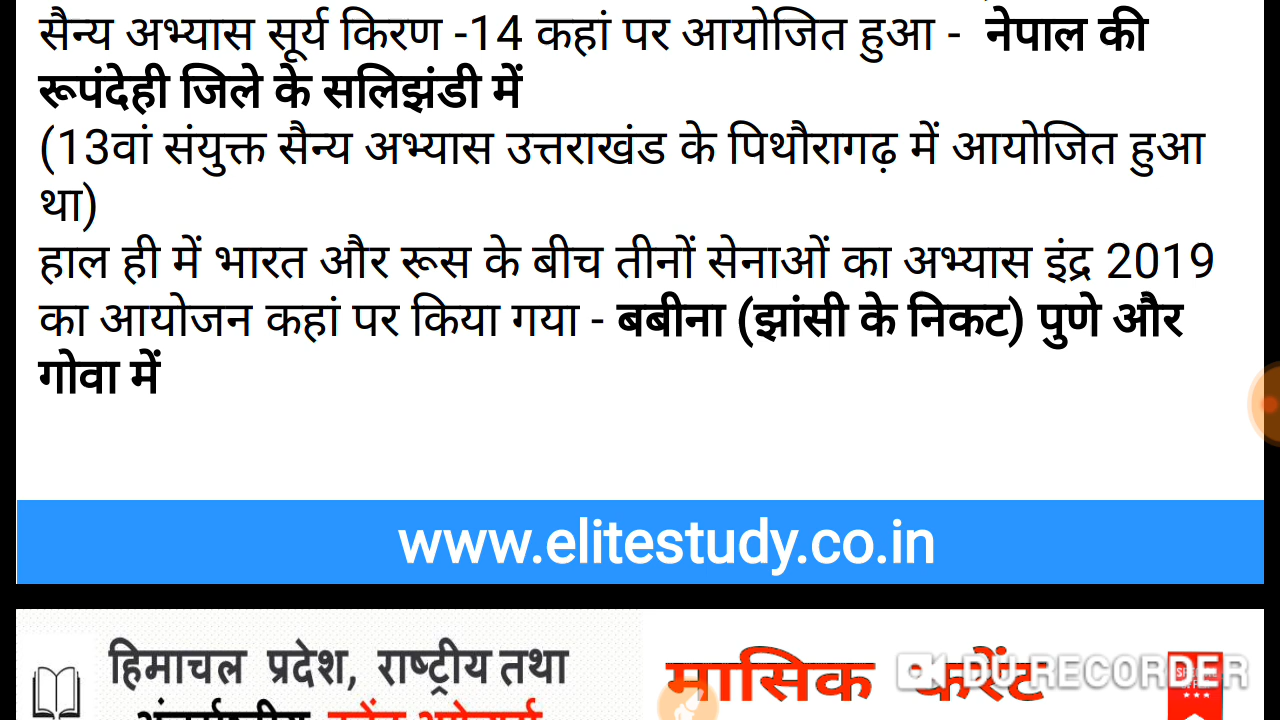 सैन्य अभ्यास सूर्य किरण -14 कहां पर आयोजित हुआ - नेपाल की
रूपंदेही जिले के सलिझंडी में
(13वां संयुक्त सैन्य अभ्यास उत्तराखंड के पिथौरागढ़ में आयोजित हुआ
था)
हाल ही में भारत और रूस के बीच तीनों सेनाओं का अभ्यास इंद्र 2019
का आयोजन कहां पर किया गया - बबीना (झांसी के निकट) पुणे और
गोवा में
www.elitestudy.co.in
हिमाचल प्रदेश, राष्ट्रीय तथा
मासिक करेंट
DU RECORDER